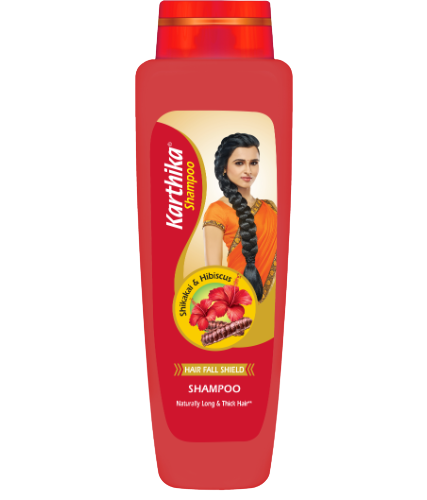 Karthika®
Shampoo
Shikakai & Hibiscus
HAIR FALL SHIELD
SHAMPOO
Naturally Long & Thick Hair**